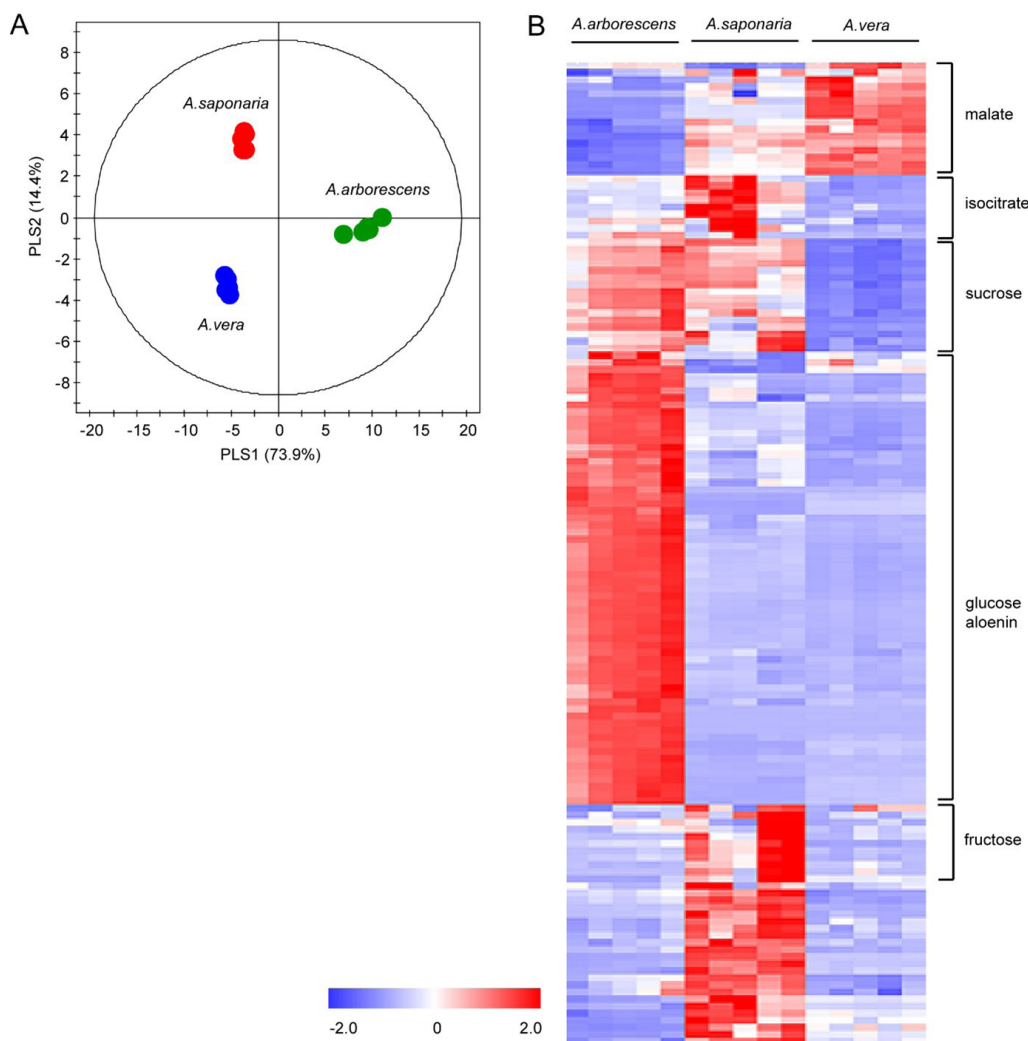 A
B
A.arborescens A.saponaria A.vera
8
6
4
2
0
-2
-4
-6
-8
PLS2 (14.4%)
A.saponaria
A.arborescens
A.vera
-20 -15 -10 -5 0 5 10 15 20
PLS1 (73.9%)
malate
isocitrate
sucrose
glucose
aloenin
fructose
-2.0 0 2.0